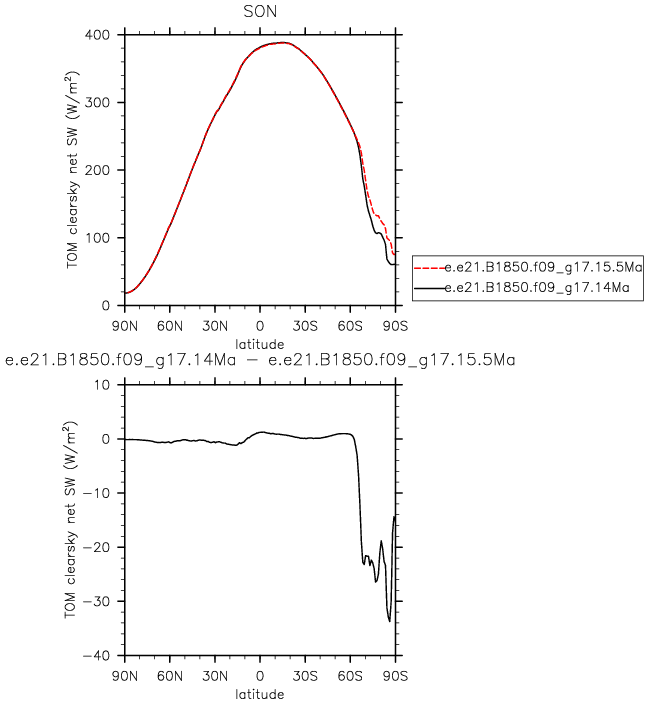 SON
400
300
200
100
0
TOM clearsky net SW (W/m²)
90N 60N 30N 0 30S 60S 90S
latitude
e.e21.B1850.f09_g17.15.5Ma
e.e21.B1850.f09_g17.14Ma
e.e21.B1850.f09_g17.14Ma − e.e21.B1850.f09_g17.15.5Ma
10
0
−10
−20
−30
−40
TOM clearsky net SW (W/m²)
90N 60N 30N 0 30S 60S 90S
latitude